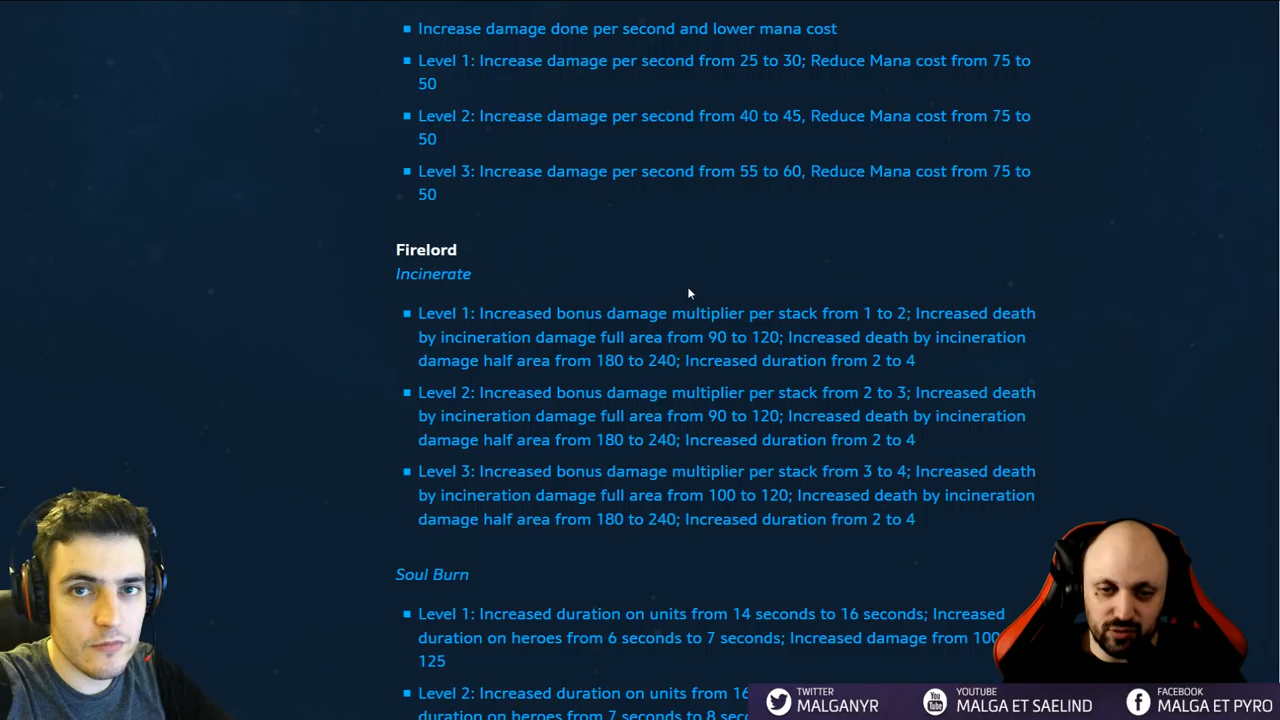 Increase damage done per second and lower mana cost
Level 1: Increase damage per second from 25 to 30; Reduce Mana cost from 75 to
50
Level 2: Increase damage per second from 40 to 45, Reduce Mana cost from 75 to
50
Level 3: Increase damage per second from 55 to 60, Reduce Mana cost from 75 to
50
Firelord
Incinerate
Level 1: Increased bonus damage multiplier per stack from 1 to 2; Increased death
by incineration damage full area from 90 to 120; Increased death by incineration
damage half area from 180 to 240; Increased duration from 2 to 4
Level 2: Increased bonus damage multiplier per stack from 2 to 3; Increased death
by incineration damage full area from 90 to 120; Increased death by incineration
damage half area from 180 to 240; Increased duration from 2 to 4
Level 3: Increased bonus damage multiplier per stack from 3 to 4; Increased death
by incineration damage full area from 100 to 120; Increased death by incineration
damage half area from 180 to 240; Increased duration from 2 to 4
Soul Burn
Level 1: Increased duration on units from 14 seconds to 16 seconds; Increased
duration on heroes from 6 seconds to 7 seconds; Increased damage from 100
125
Level 2: Increased duration on units from 16
duration on heroes from 7 seconds to 8
TWITTER
MALGANYR
YOUTUBE
MALGA ET SAELIND
FACEBOOK
MALGA ET PYRO